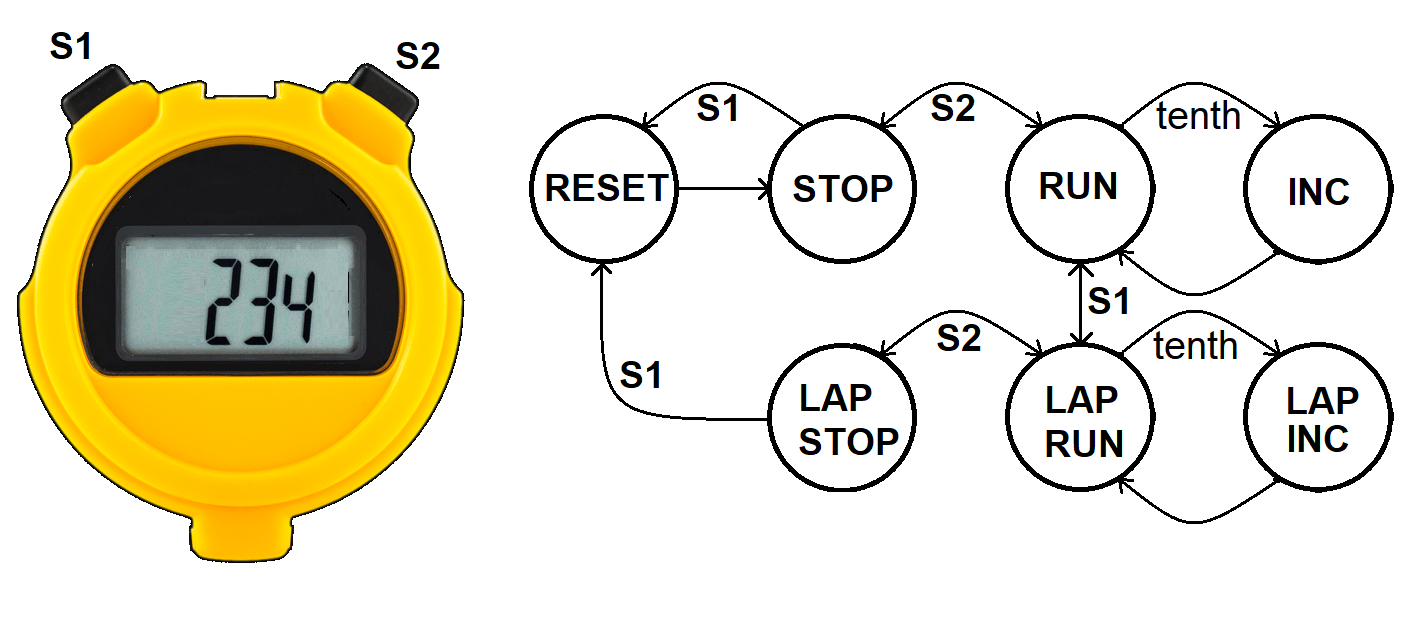 S1
S2
234
S1
S2
tenth
RESET
STOP
RUN
INC
S1
S2
tenth
S1
LAP
STOP
LAP
RUN
LAP
INC